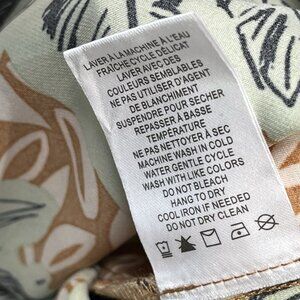 LAVER À LA MACHINE À L'EAU
FRAÎCHE CYCLE DÉLICAT
LAVER AVEC DES
COULEURS SEMBLABLES
NE PAS UTILISER D'AGENT
DE BLANCHIMENT
SUSPENDRE POUR SECHER
REPASSER À BASSE
TEMPÉRATURE
NE PAS NETTOYER À SEC
MACHINE WASH IN COLD
WATER GENTLE CYCLE
WASH WITH LIKE COLORS
DO NOT BLEACH
HANG TO DRY
COOL IRON IF NEEDED
DO NOT DRY CLEAN